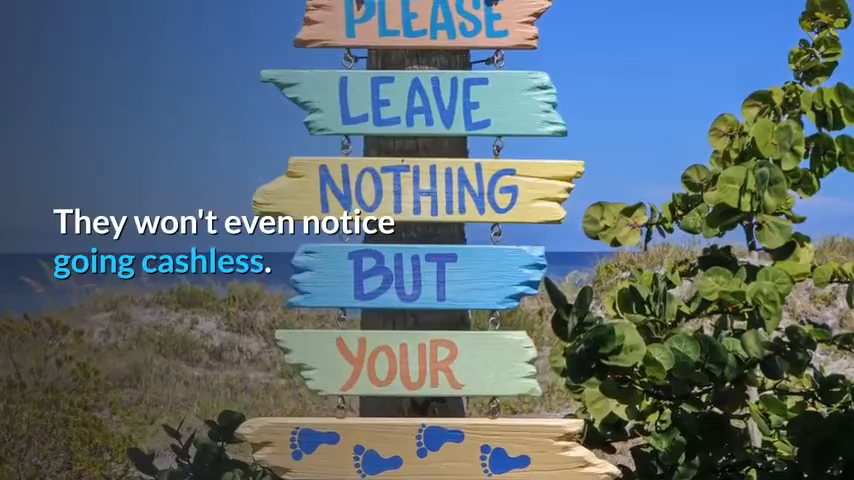 PLEASE
LEAVE
NOTHING
They won't even notice
going cashless.
BUT
YOUR